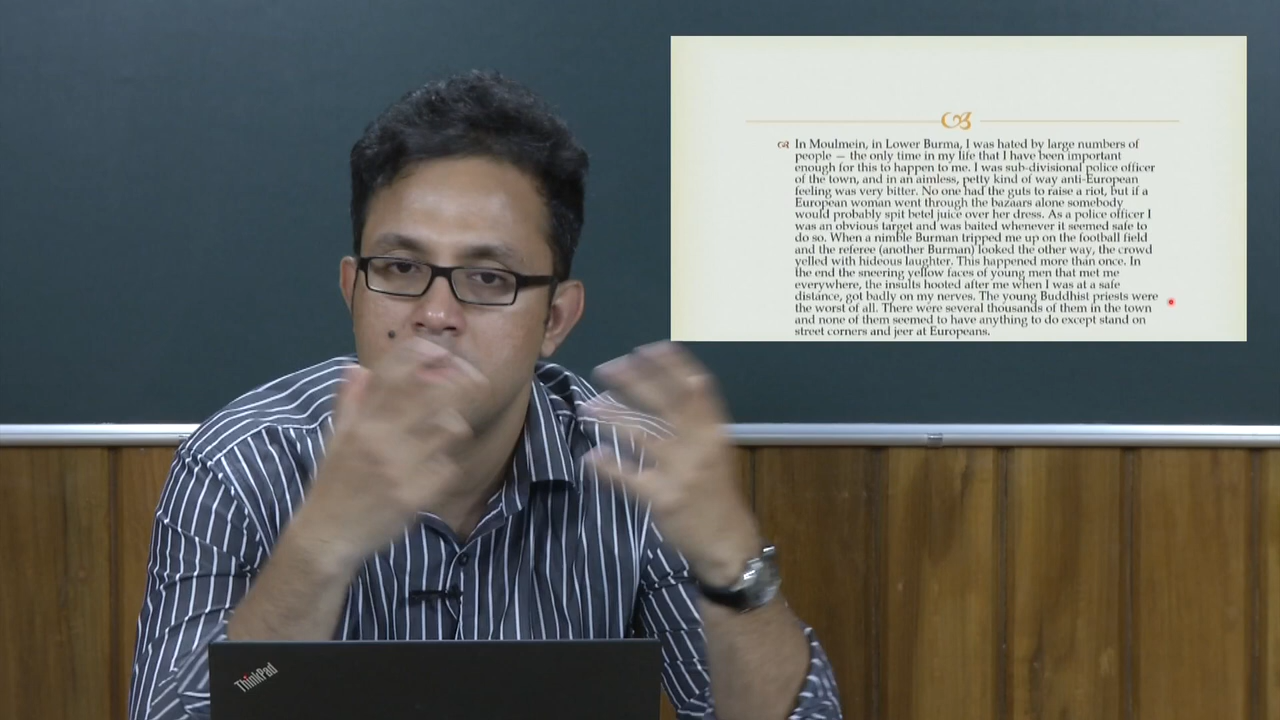 In Moulmein, in Lower Burma, I was hated by large numbers of
people — the only time in my life that I have been important
enough for this to happen to me. I was sub-divisional police officer
of the town, and in an aimless, petty kind of way anti-European
feeling was very bitter. No one had the guts to raise a riot, but if a
European woman went through the bazaars alone somebody
would probably spit betel juice over her dress. As a police officer I
was an obvious target and was baited whenever it seemed safe to
do so. When a nimble Burman tripped me up on the football field
and the referee (another Burman) looked the other way, the crowd
yelled with hideous laughter. This happened more than once. In
the end the sneering yellow faces of young men that met me
everywhere, the insults hooted after me when I was at a safe
distance, got badly on my nerves. The young Buddhist priests were
the worst of all. There were several thousands of them in the town
and none of them seemed to have anything to do except stand on
street corners and jeer at Europeans.
ThinkPad